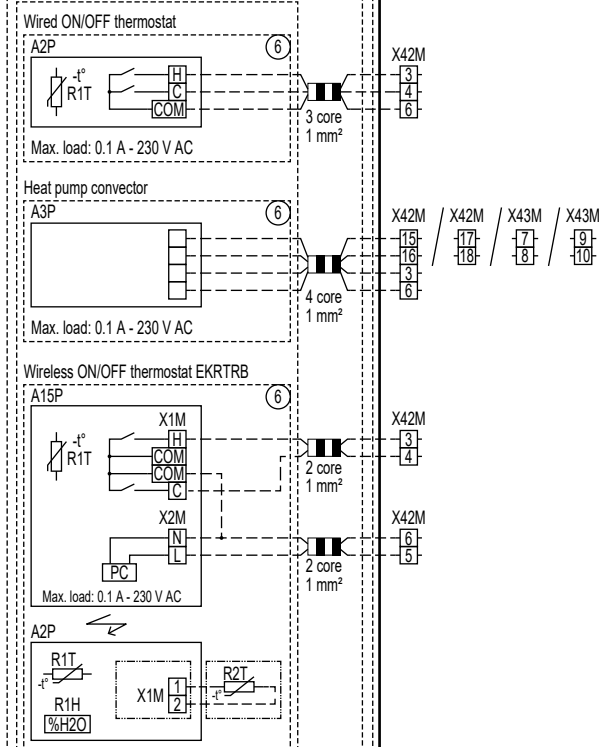 Wired ON/OFF thermostat
A2P
6
X42M
-t°
R1T
H
C
COM
3
4
6
3 core
1 mm²
Max. load: 0.1 A - 230 V AC
Heat pump convector
A3P
6
X42M / X42M / X43M / X43M
15
16
3
6
17
18
7
8
9
10
4 core
1 mm²
Max. load: 0.1 A - 230 V AC
Wireless ON/OFF thermostat EKRTRB
A15P
6
X1M
X42M
-t°
R1T
H
COM
COM
C
3
4
2 core
1 mm²
X2M
X42M
N
L
6
5
PC
2 core
1 mm²
Max. load: 0.1 A - 230 V AC
A2P
R1T
-t°
R1H
%H2O
X1M
1
2
R2T
-t°